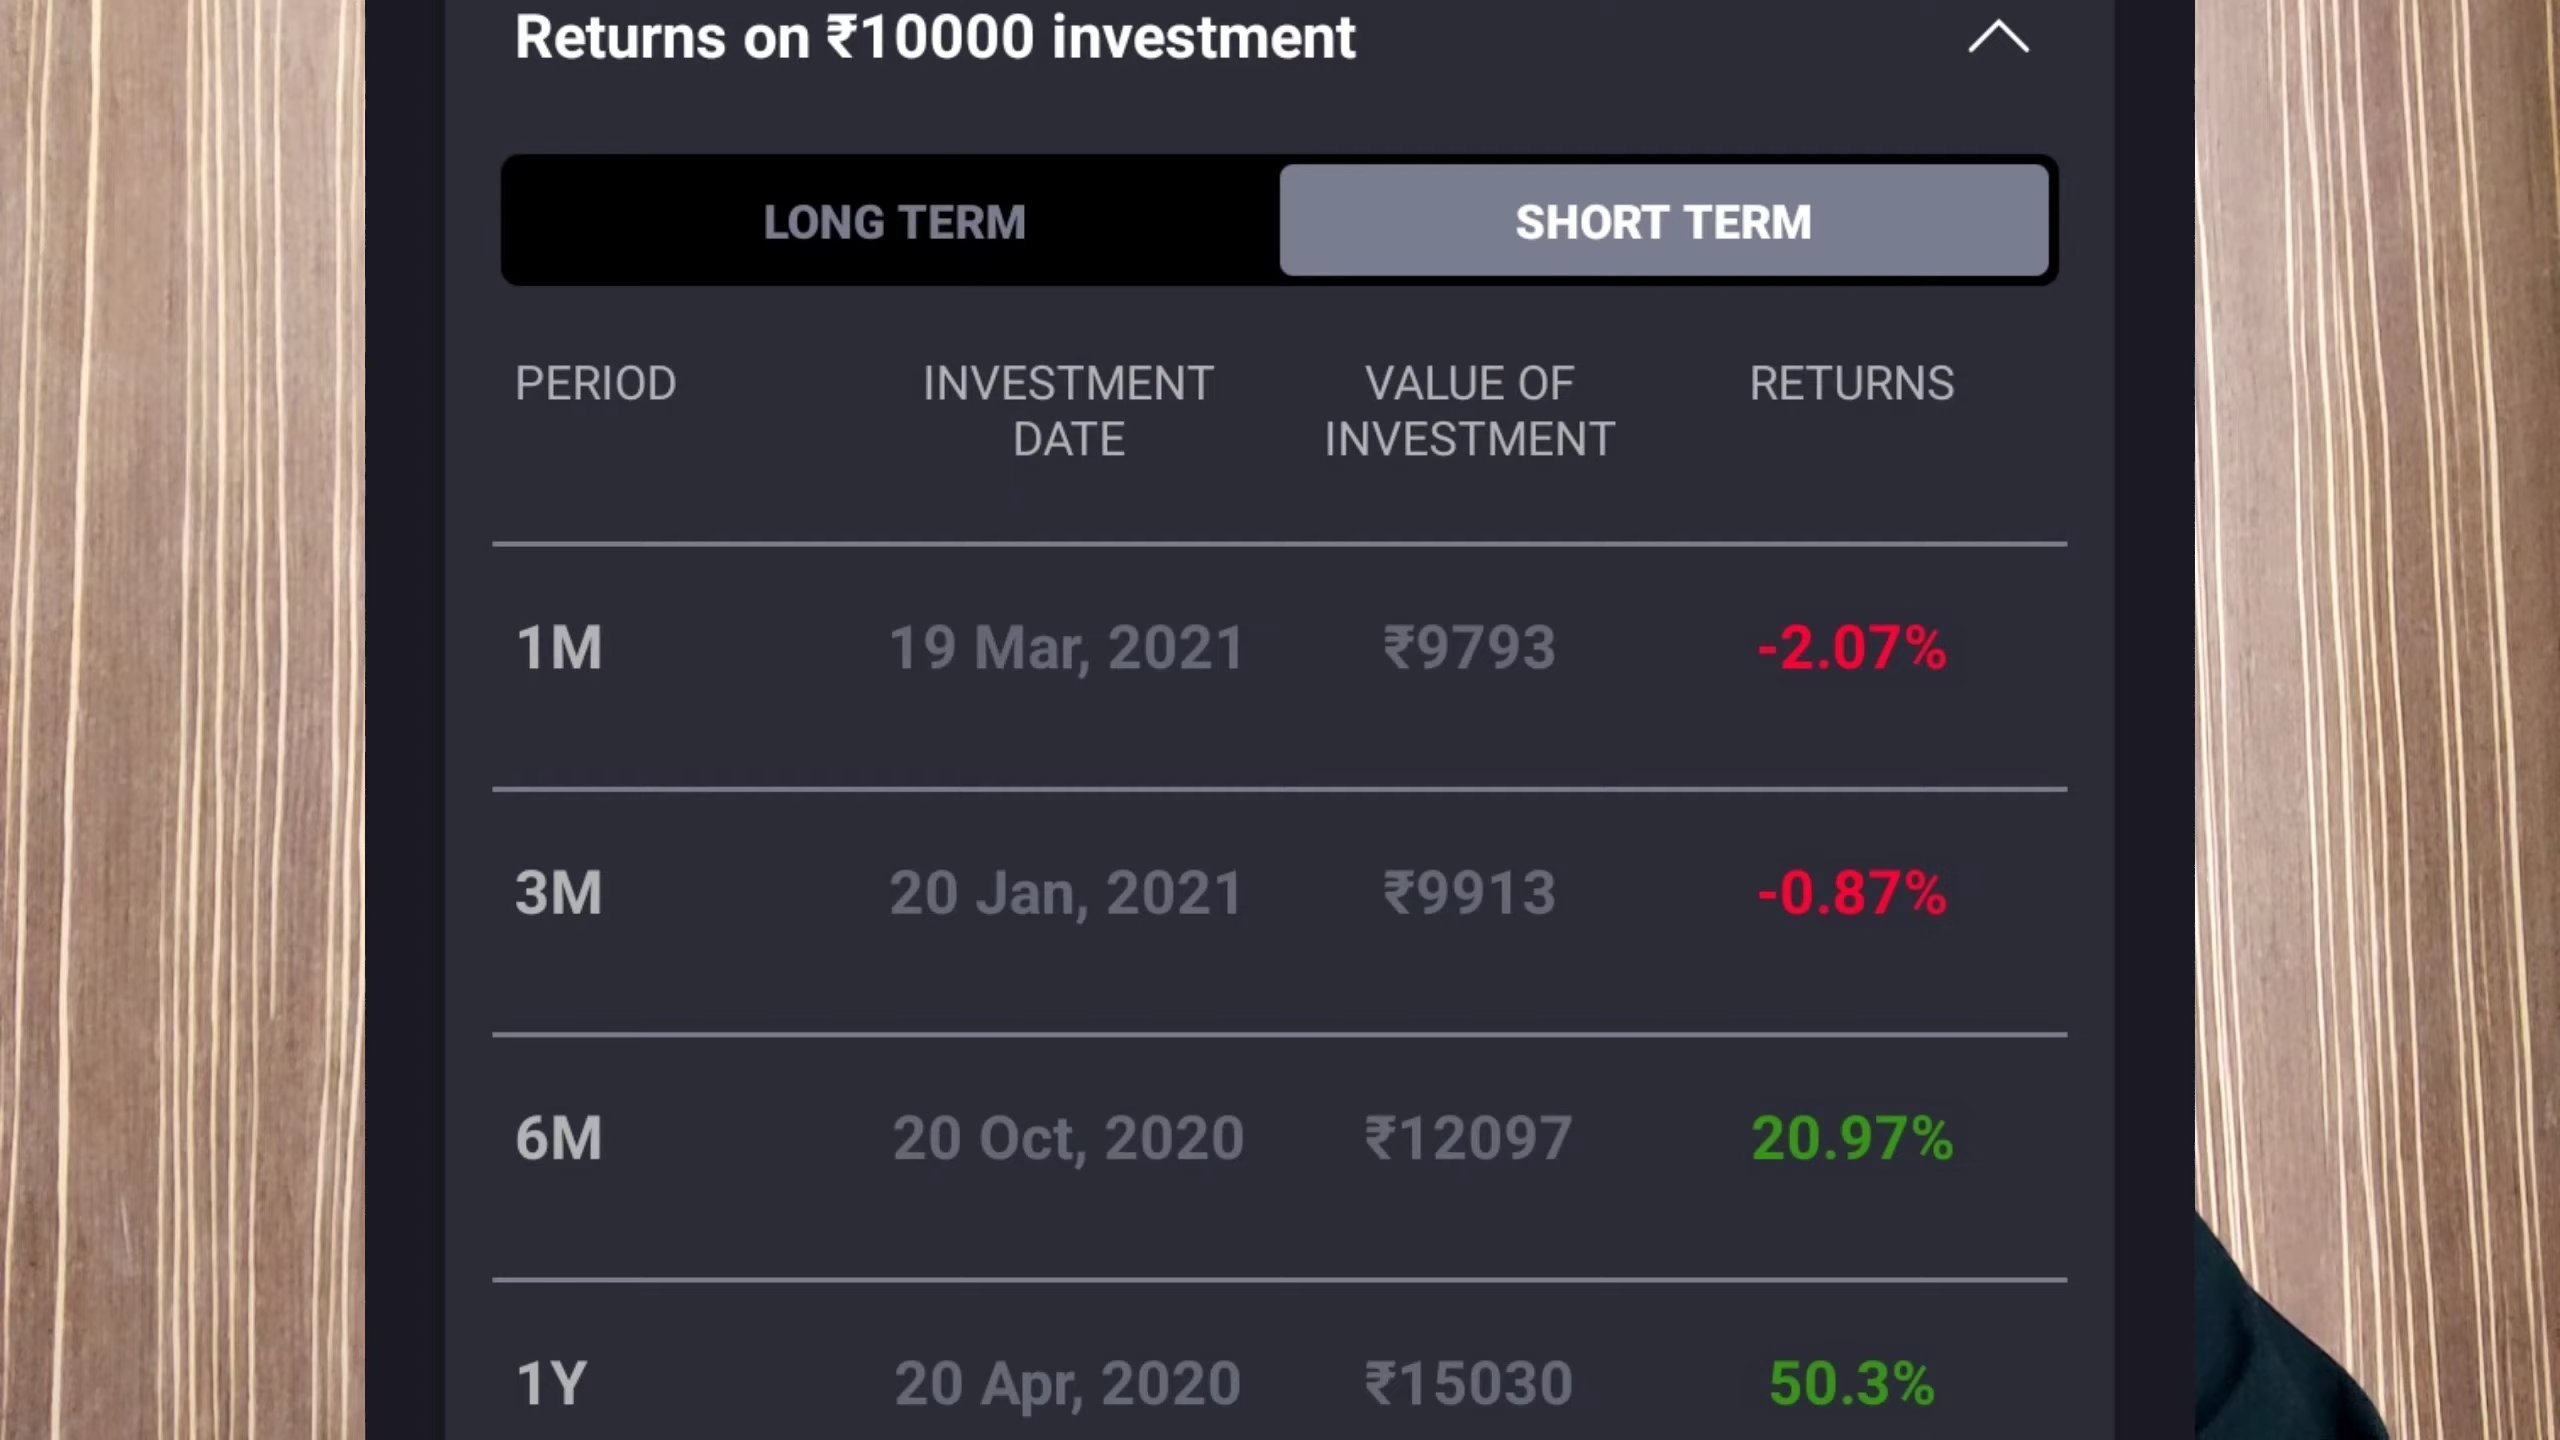 Returns on ₹10000 investment
LONG TERM
SHORT TERM
PERIOD
INVESTMENT
DATE
VALUE OF
INVESTMENT
RETURNS
1M 19 Mar, 2021 ₹9793 -2.07%
3M 20 Jan, 2021 ₹9913 -0.87%
6M 20 Oct, 2020 ₹12097 20.97%
1Y 20 Apr, 2020 ₹15030 50.3%